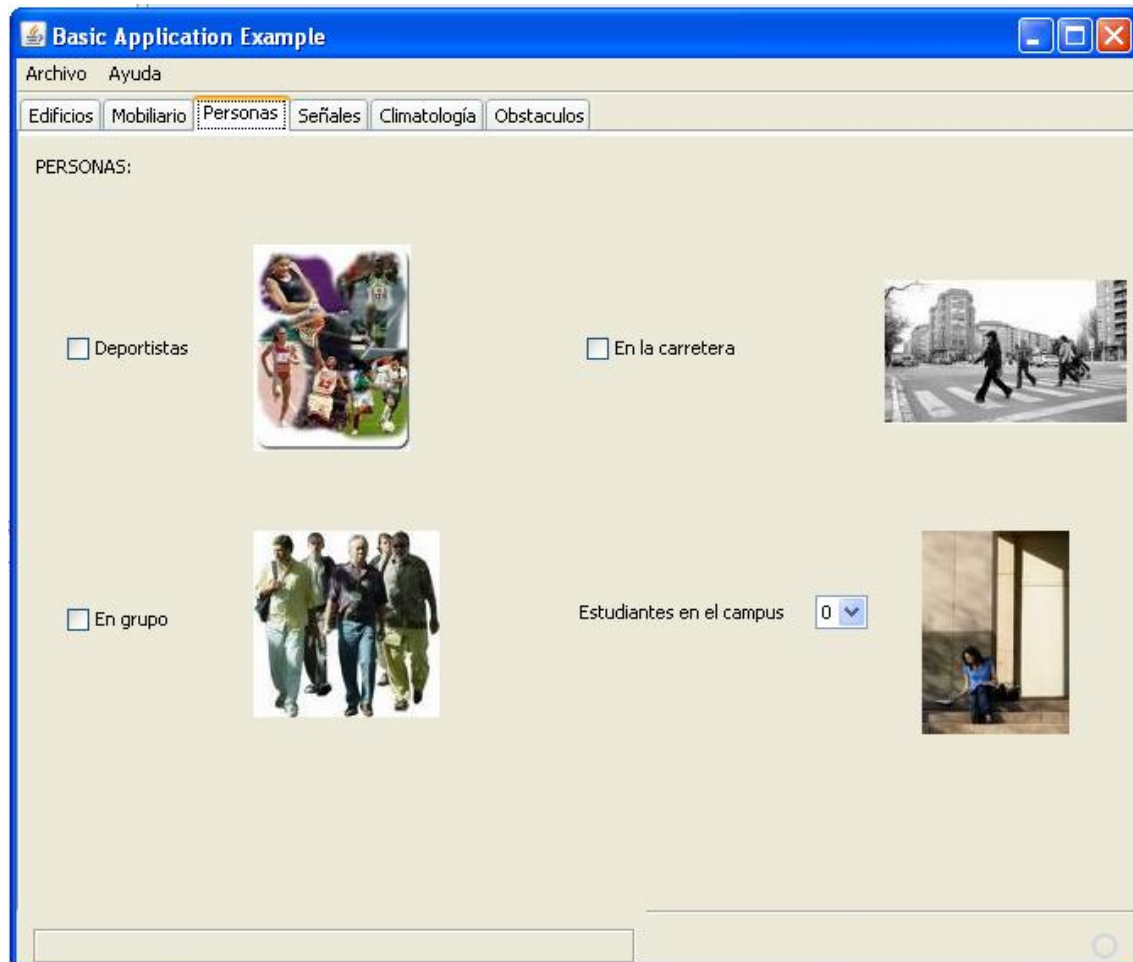 Basic Application Example
Archivo Ayuda
Edificios Mobiliario Personas Señales Climatología Obstaculos
PERSONAS:
Deportistas
En la carretera
En grupo
Estudiantes en el campus 0